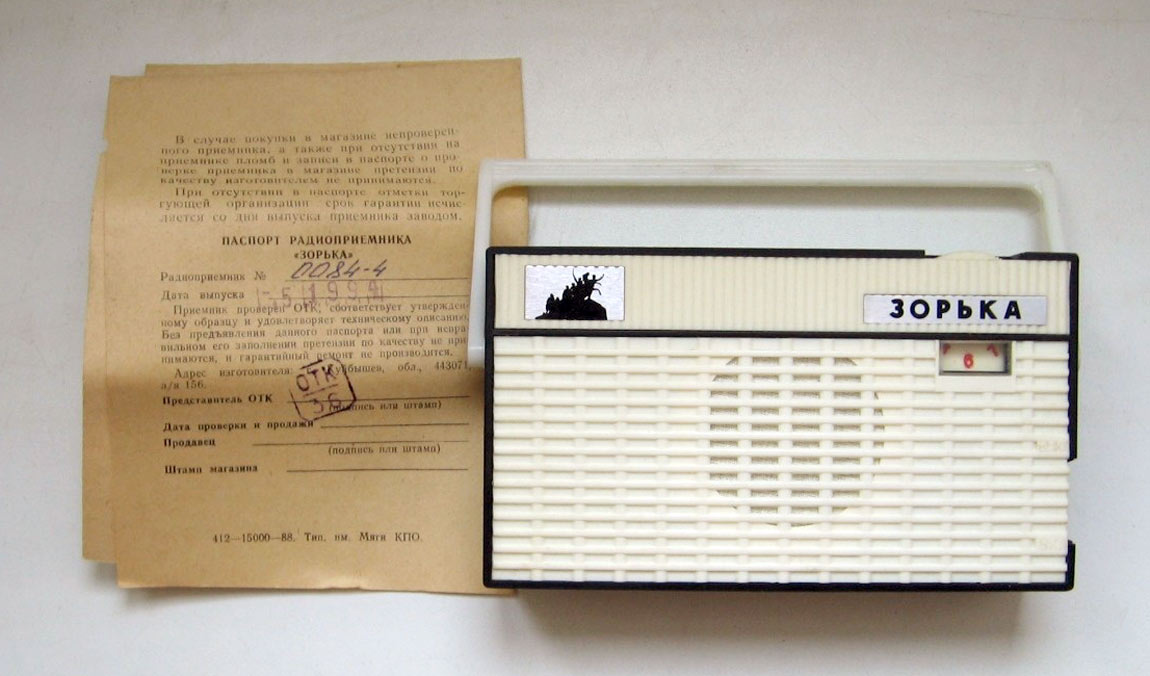 В случае покупки в магазине непроверен-
ного приемника, а также при отсутствии на
приемнике пломб и записи в паспорте о про-
верке приемника в магазине претензии по
качеству изготовителем не принимаются.
При отсутствии в паспорте отметки тор-
гующей организации срок гарантии исчис-
ляется со дня выпуска приемника заводом.
ПАСПОРТ РАДИОПРИЕМНИКА
«ЗОРЬКА»
Радиоприемник № 0084-4
Дата выпуска
Приемник проверен ОТК, соответствует утвержден-
ному образцу и удовлетворяет техническому описанию.
Без предъявления данного паспорта или при непра-
вильном его заполнении претензии по качеству не при-
нимаются, и гарантийный ремонт не производится.
Адрес изготовителя: Куйбышев, обл., 443071,
а/я 156.
ОТК
36
Представитель ОТК
(подпись или штамп)
Дата проверки и продажи
Продавец
(подпись или штамп)
Штамп магазина
412—15000—88. Тип. им. Мяги КПО.
ЗОРЬКА
6